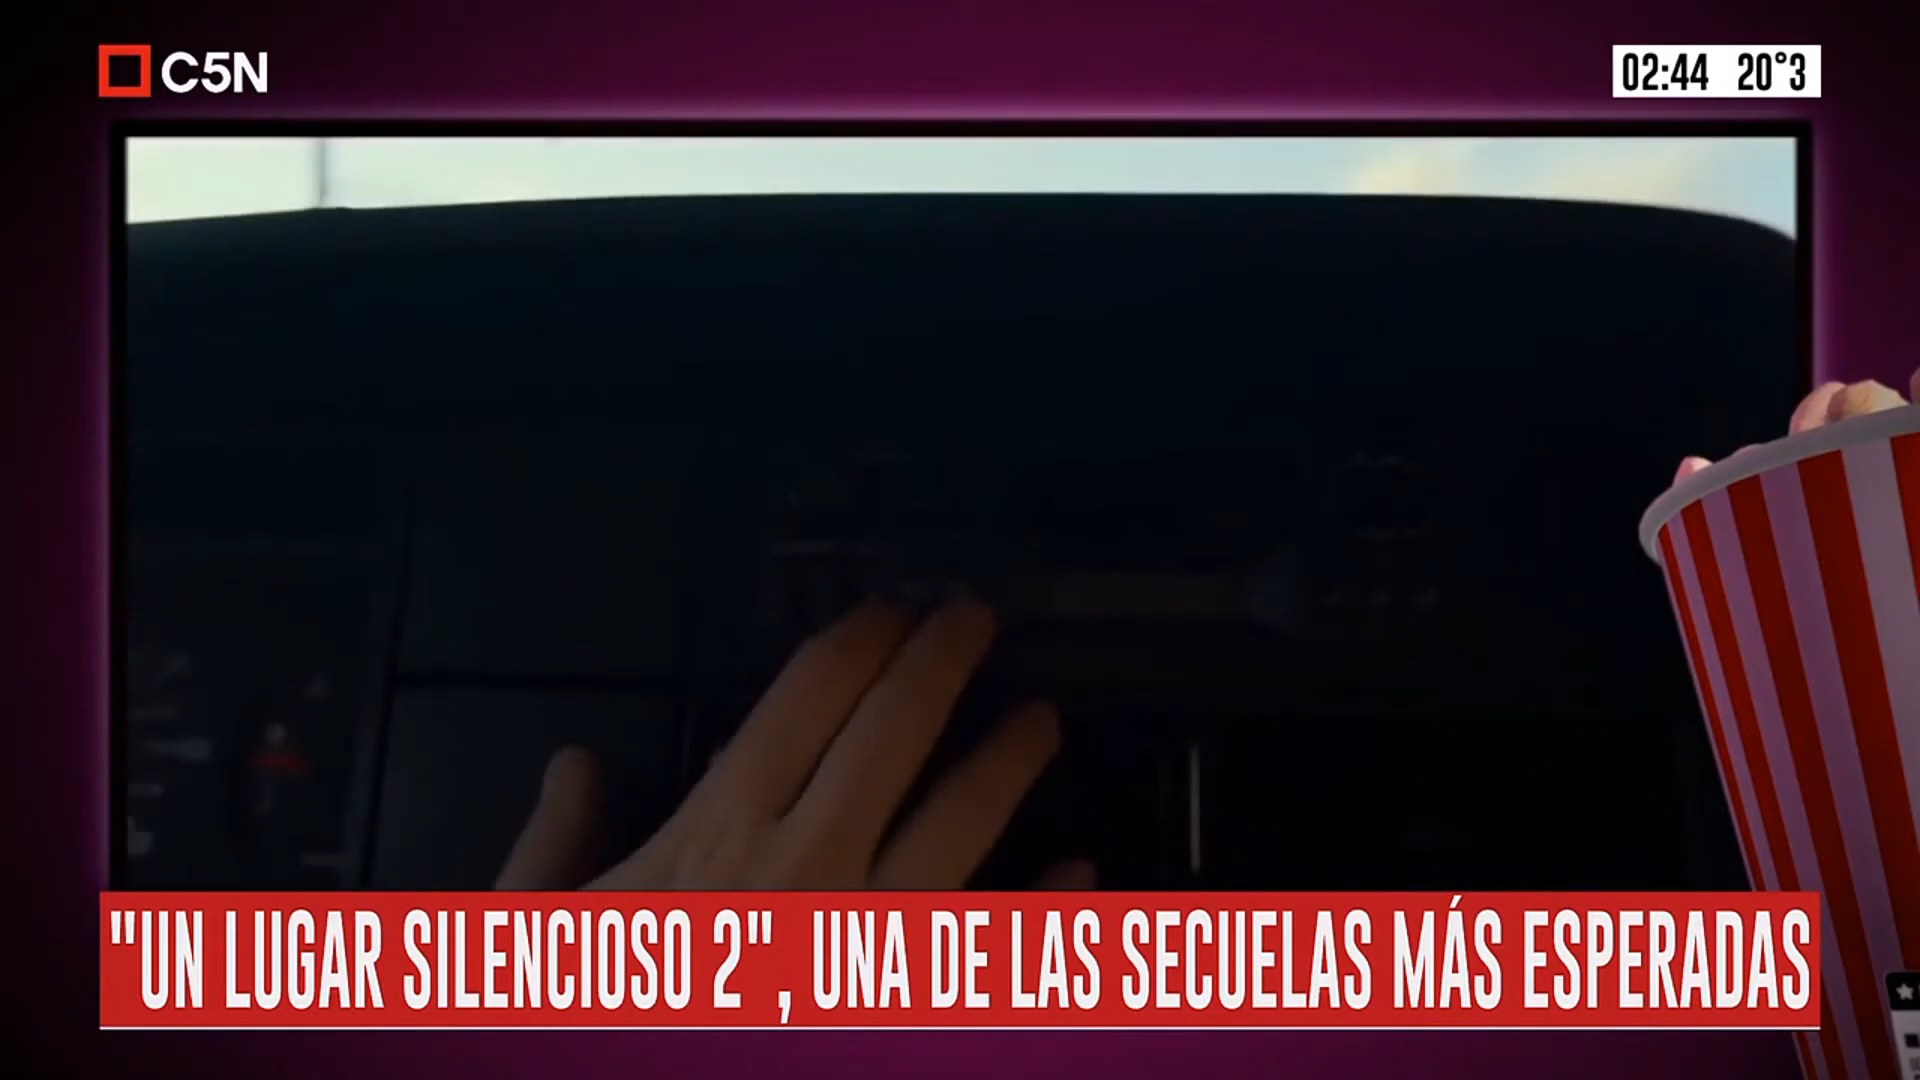 C5N
02:44 20°3
"UN LUGAR SILENCIOSO 2", UNA DE LAS SECUELAS MÁS ESPERADAS